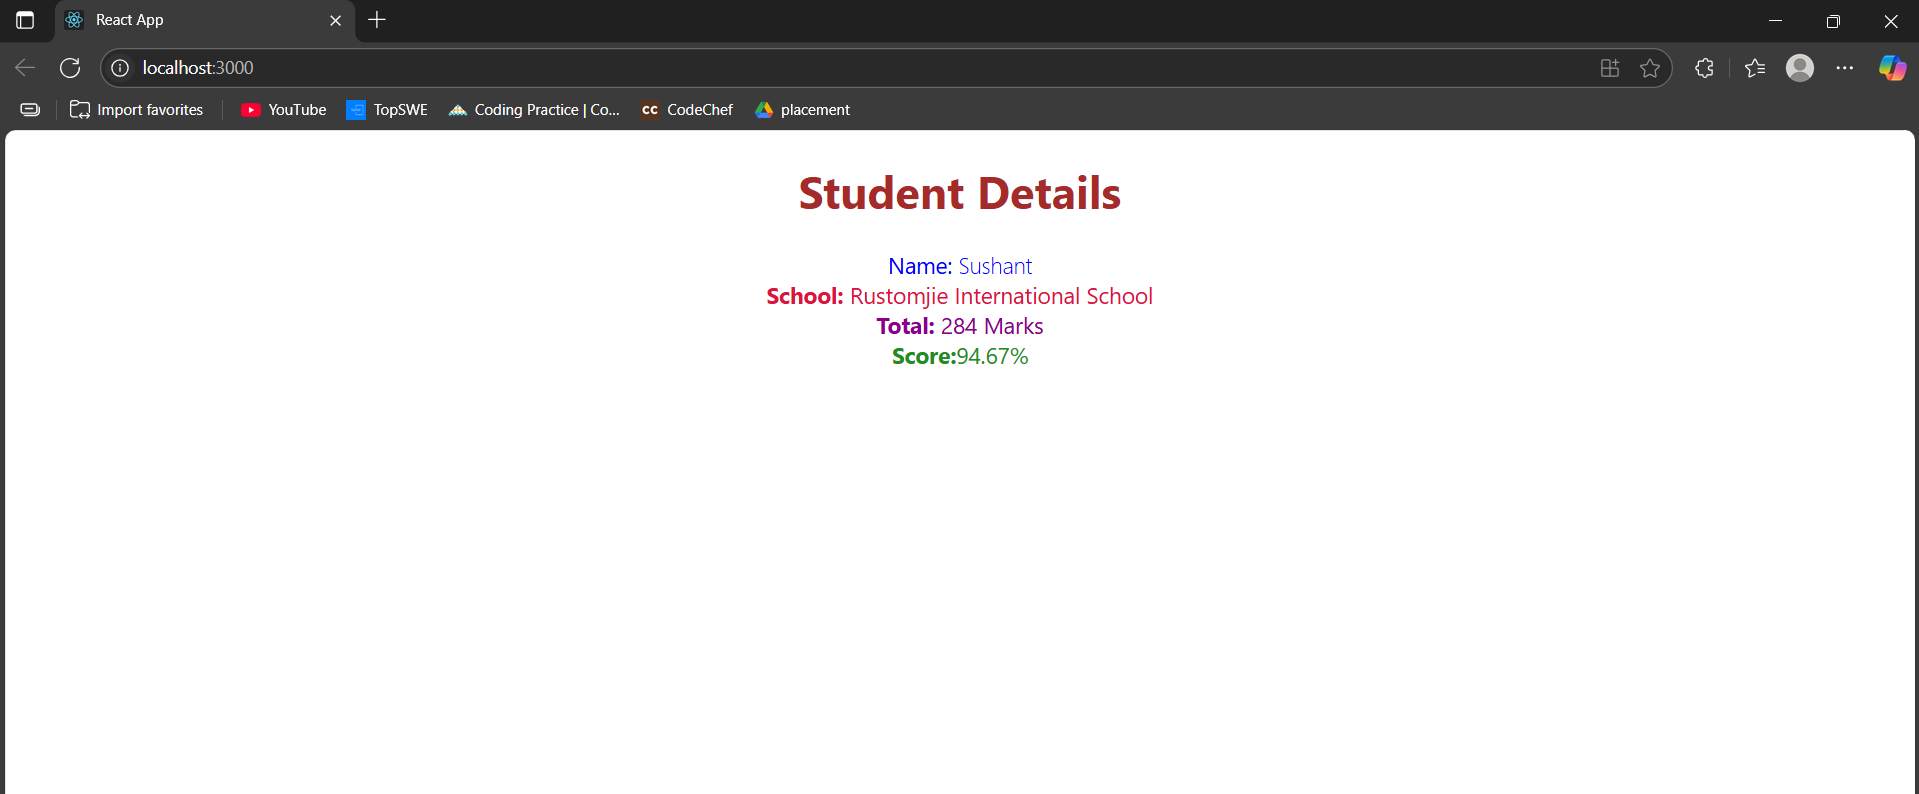 React App
localhost:3000
Import favorites YouTube TopSWE Coding Practice | Co... CC CodeChef placement
Student Details
Name: Sushant
School: Rustomjie International School
Total: 284 Marks
Score:94.67%